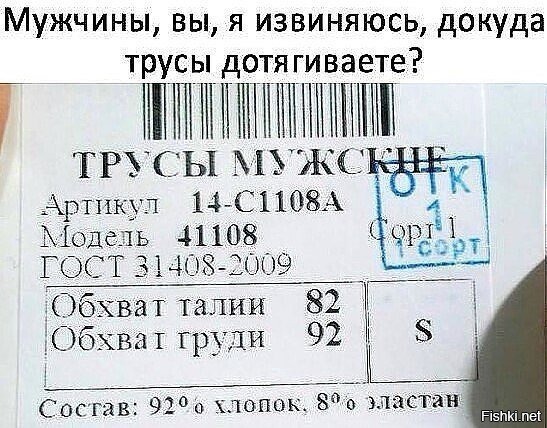 Мужчины, вы, я извиняюсь, докуда
трусы дотягиваете?
ТРУСЫ МУЖСКИЕ
Артикул 14-С1108А
Модель 41108 Сорт 1
ОТК
1
1 сорт
ГОСТ 31408-2009
Обхват талии 82
Обхват груди 92
S
Состав: 92% хлопок, 8% эластан
Fishki.net